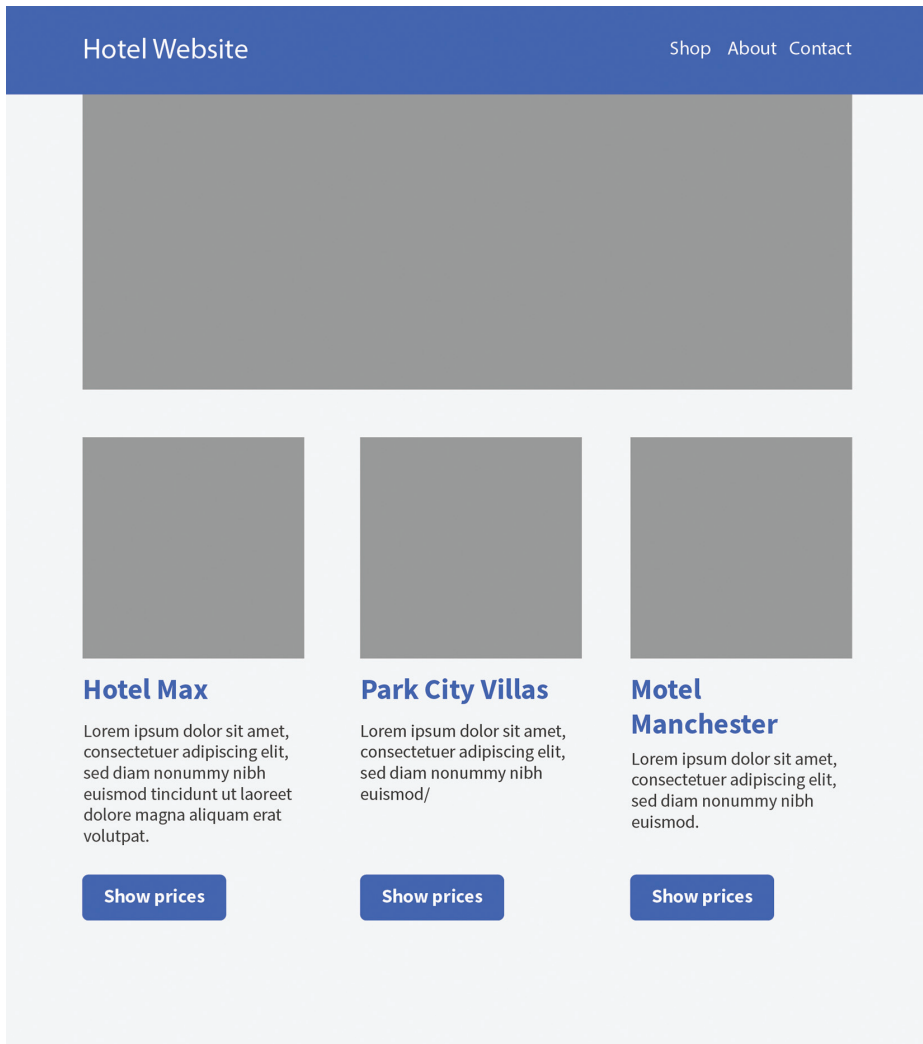 Hotel Website
Shop About Contact
Hotel Max
Lorem ipsum dolor sit amet,
consectetuer adipiscing elit,
sed diam nonummy nibh
euismod tincidunt ut laoreet
dolore magna aliquam erat
volutpat.
Show prices
Park City Villas
Lorem ipsum dolor sit amet,
consectetuer adipiscing elit,
sed diam nonummy nibh
euismod/
Show prices
Motel
Manchester
Lorem ipsum dolor sit amet,
consectetuer adipiscing elit,
sed diam nonummy nibh
euismod.
Show prices